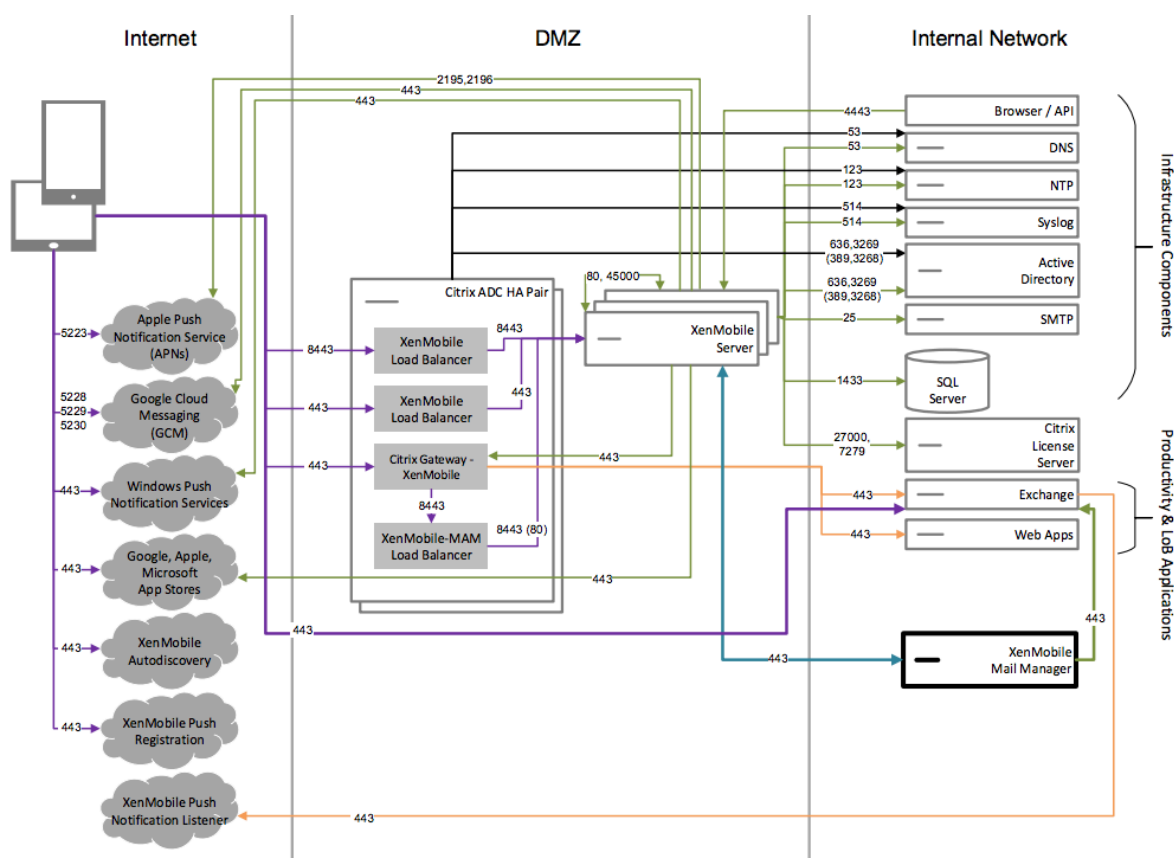 Internet
DMZ
Internal Network
2195,2196
443
443
4443
Browser / API
53
DNS
53
123
NTP
123
514
Syslog
514
636,3269
(389,3268)
Active
Directory
636,3269
(389,3268)
25
SMTP
1433
SQL
Server
27000,
7279
Citrix
License
Server
443
Exchange
443
Web Apps
Infrastructure Components
Productivity & LoB Applications
80, 45000
XenMobile
Server
Citrix ADC HA Pair
8443
XenMobile
Load Balancer
8443
443
XenMobile
Load Balancer
443
443
Citrix Gateway -
XenMobile
443
8443
XenMobile-MAM
Load Balancer
8443 (80)
443
5223
Apple Push
Notification Service
(APNs)
5228
5229
5230
Google Cloud
Messaging
(GCM)
443
Windows Push
Notification Services
443
Google, Apple,
Microsoft
App Stores
443
XenMobile
Autodiscovery
443
XenMobile Push
Registration
XenMobile Push
Notification Listener
443
443
443
XenMobile
Mail Manager
443